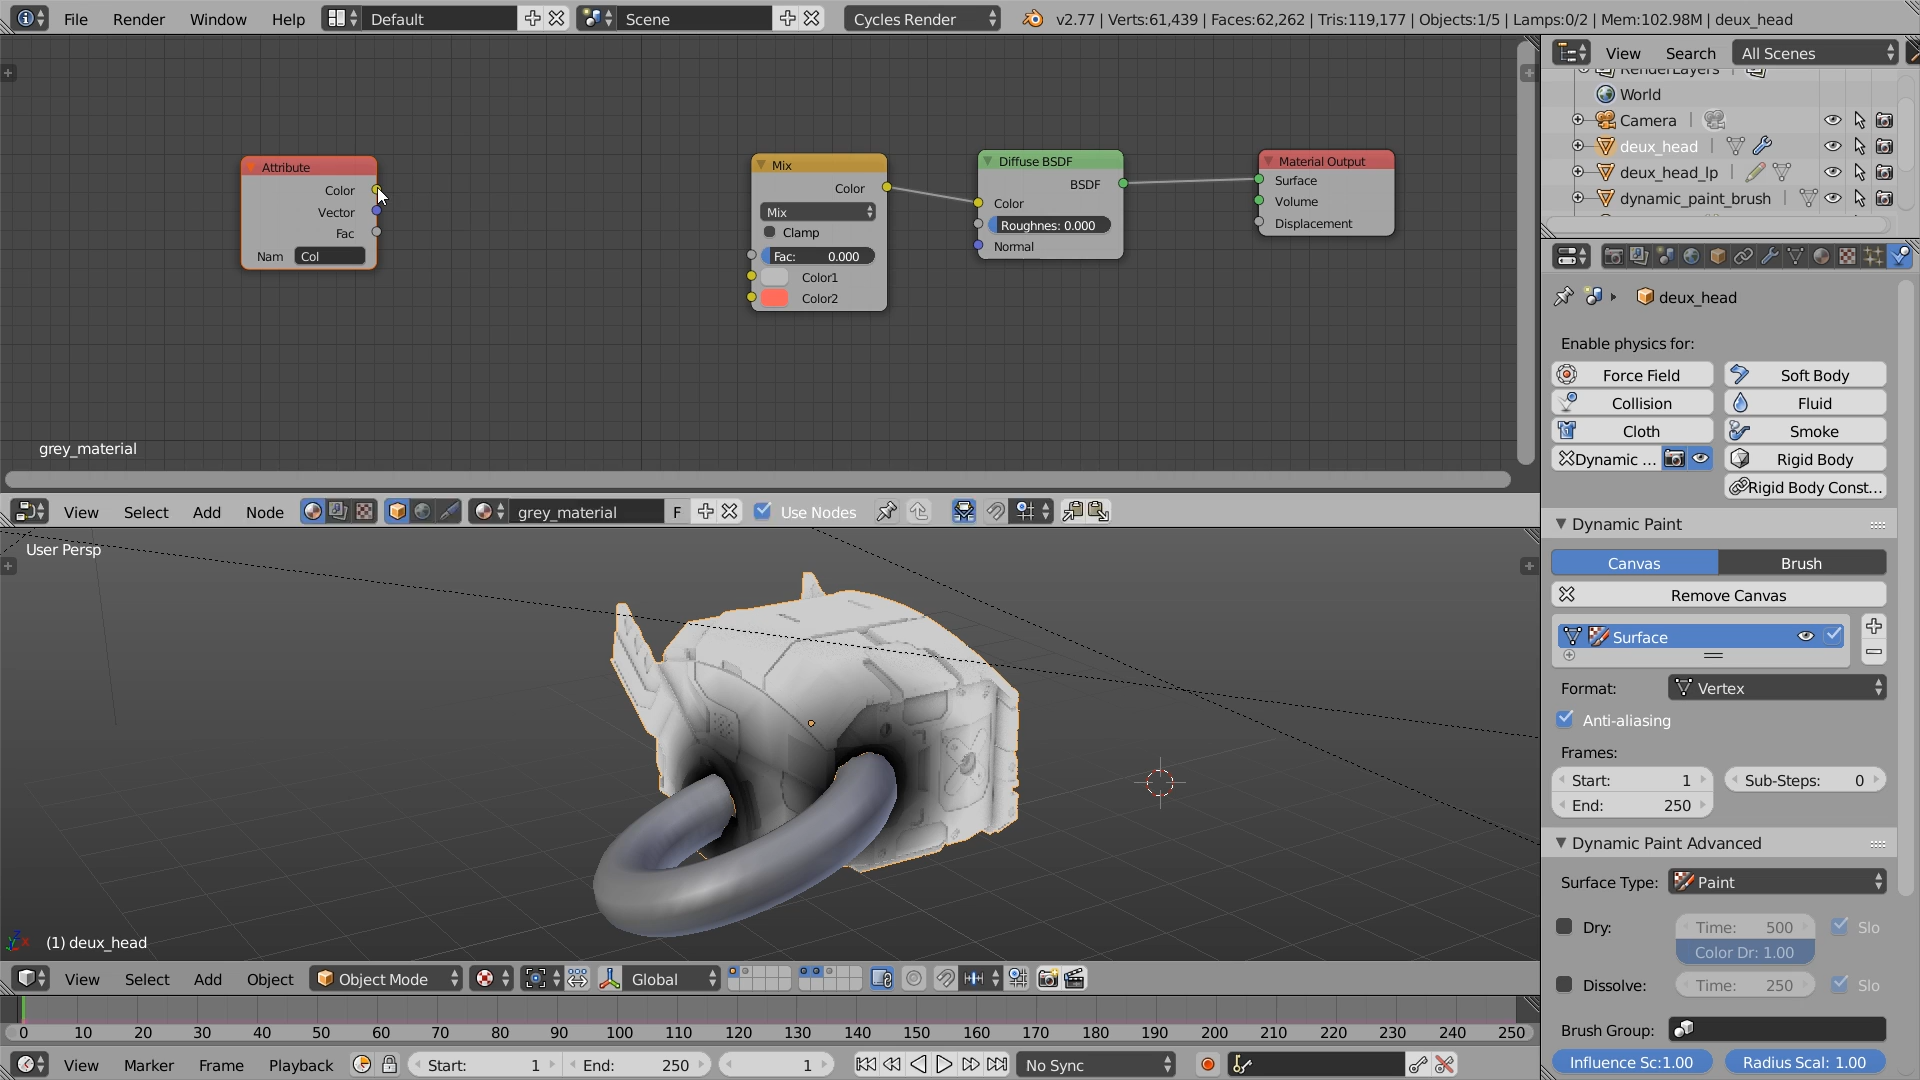 File Render Window Help Default Scene Cycles Render v2.77 | Verts:61,439 | Faces:62,262 | Tris:119,177 | Objects:1/5 | Lamps:0/2 | Mem:102.98M | deux_head
View Search All Scenes
RenderLayers
World
Camera
deux_head
deux_head_lp
dynamic_paint_brush
Attribute
Color
Vector
Fac
Nam Col
Mix
Color
Mix
Clamp
Fac: 0.000
Color1
Color2
Diffuse BSDF
BSDF
Color
Roughnes: 0.000
Normal
Material Output
Surface
Volume
Displacement
grey_material
View Select Add Node grey_material F Use Nodes
User Persp
(1) deux_head
View Select Add Object Object Mode Global
0 10 20 30 40 50 60 70 80 90 100 110 120 130 140 150 160 170 180 190 200 210 220 230 240 250
View Marker Frame Playback Start: 1 End: 250 1 No Sync
deux_head
Enable physics for:
Force Field Soft Body
Collision Fluid
Cloth Smoke
Dynamic ... Rigid Body
Rigid Body Const...
Dynamic Paint
Canvas Brush
Remove Canvas
Surface
Format: Vertex
Anti-aliasing
Frames:
Start: 1 Sub-Steps: 0
End: 250
Dynamic Paint Advanced
Surface Type: Paint
Dry: Time: 500 Slo
Color Dr: 1.00
Dissolve: Time: 250 Slo
Brush Group:
Influence Sc:1.00 Radius Scal: 1.00